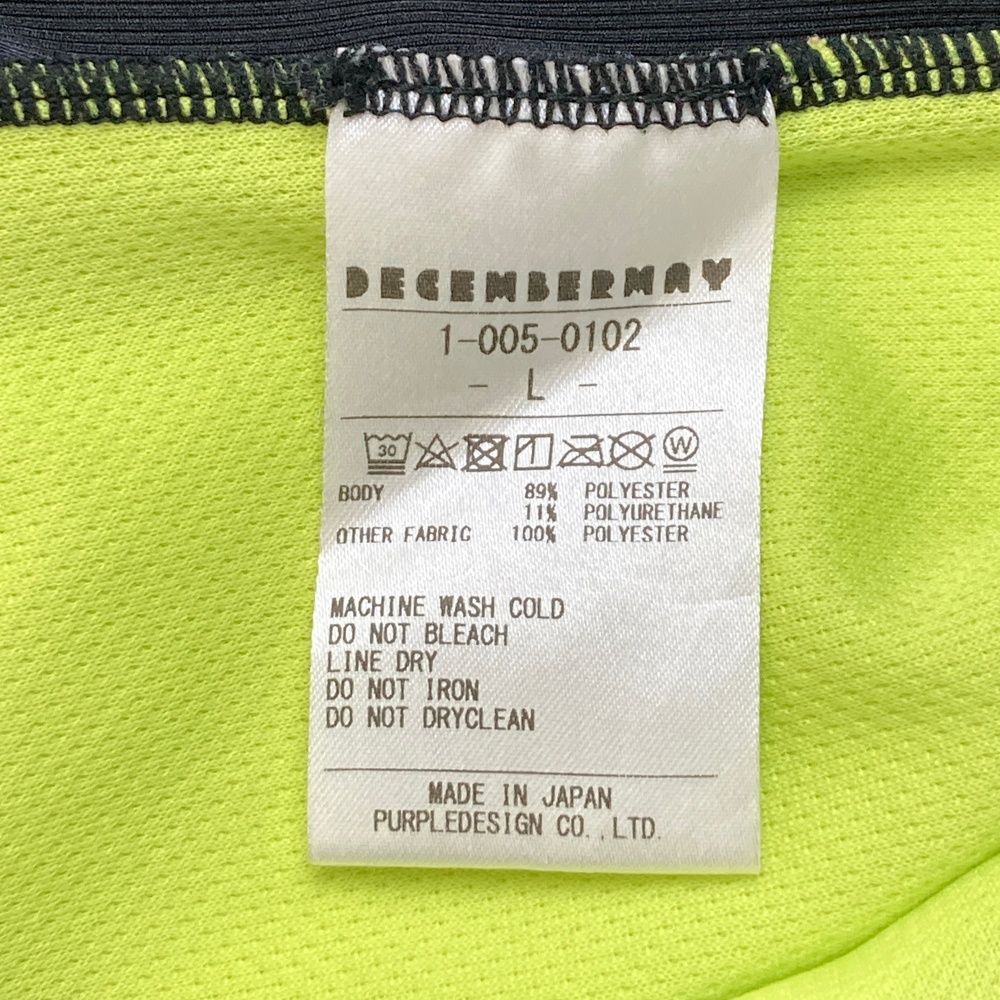 DECEMBERMAY
1-005-0102
- L -
30 W
BODY 89% POLYESTER
11% POLYURETHANE
OTHER FABRIC 100% POLYESTER
MACHINE WASH COLD
DO NOT BLEACH
LINE DRY
DO NOT IRON
DO NOT DRYCLEAN
MADE IN JAPAN
PURPLEDESIGN CO.,LTD.